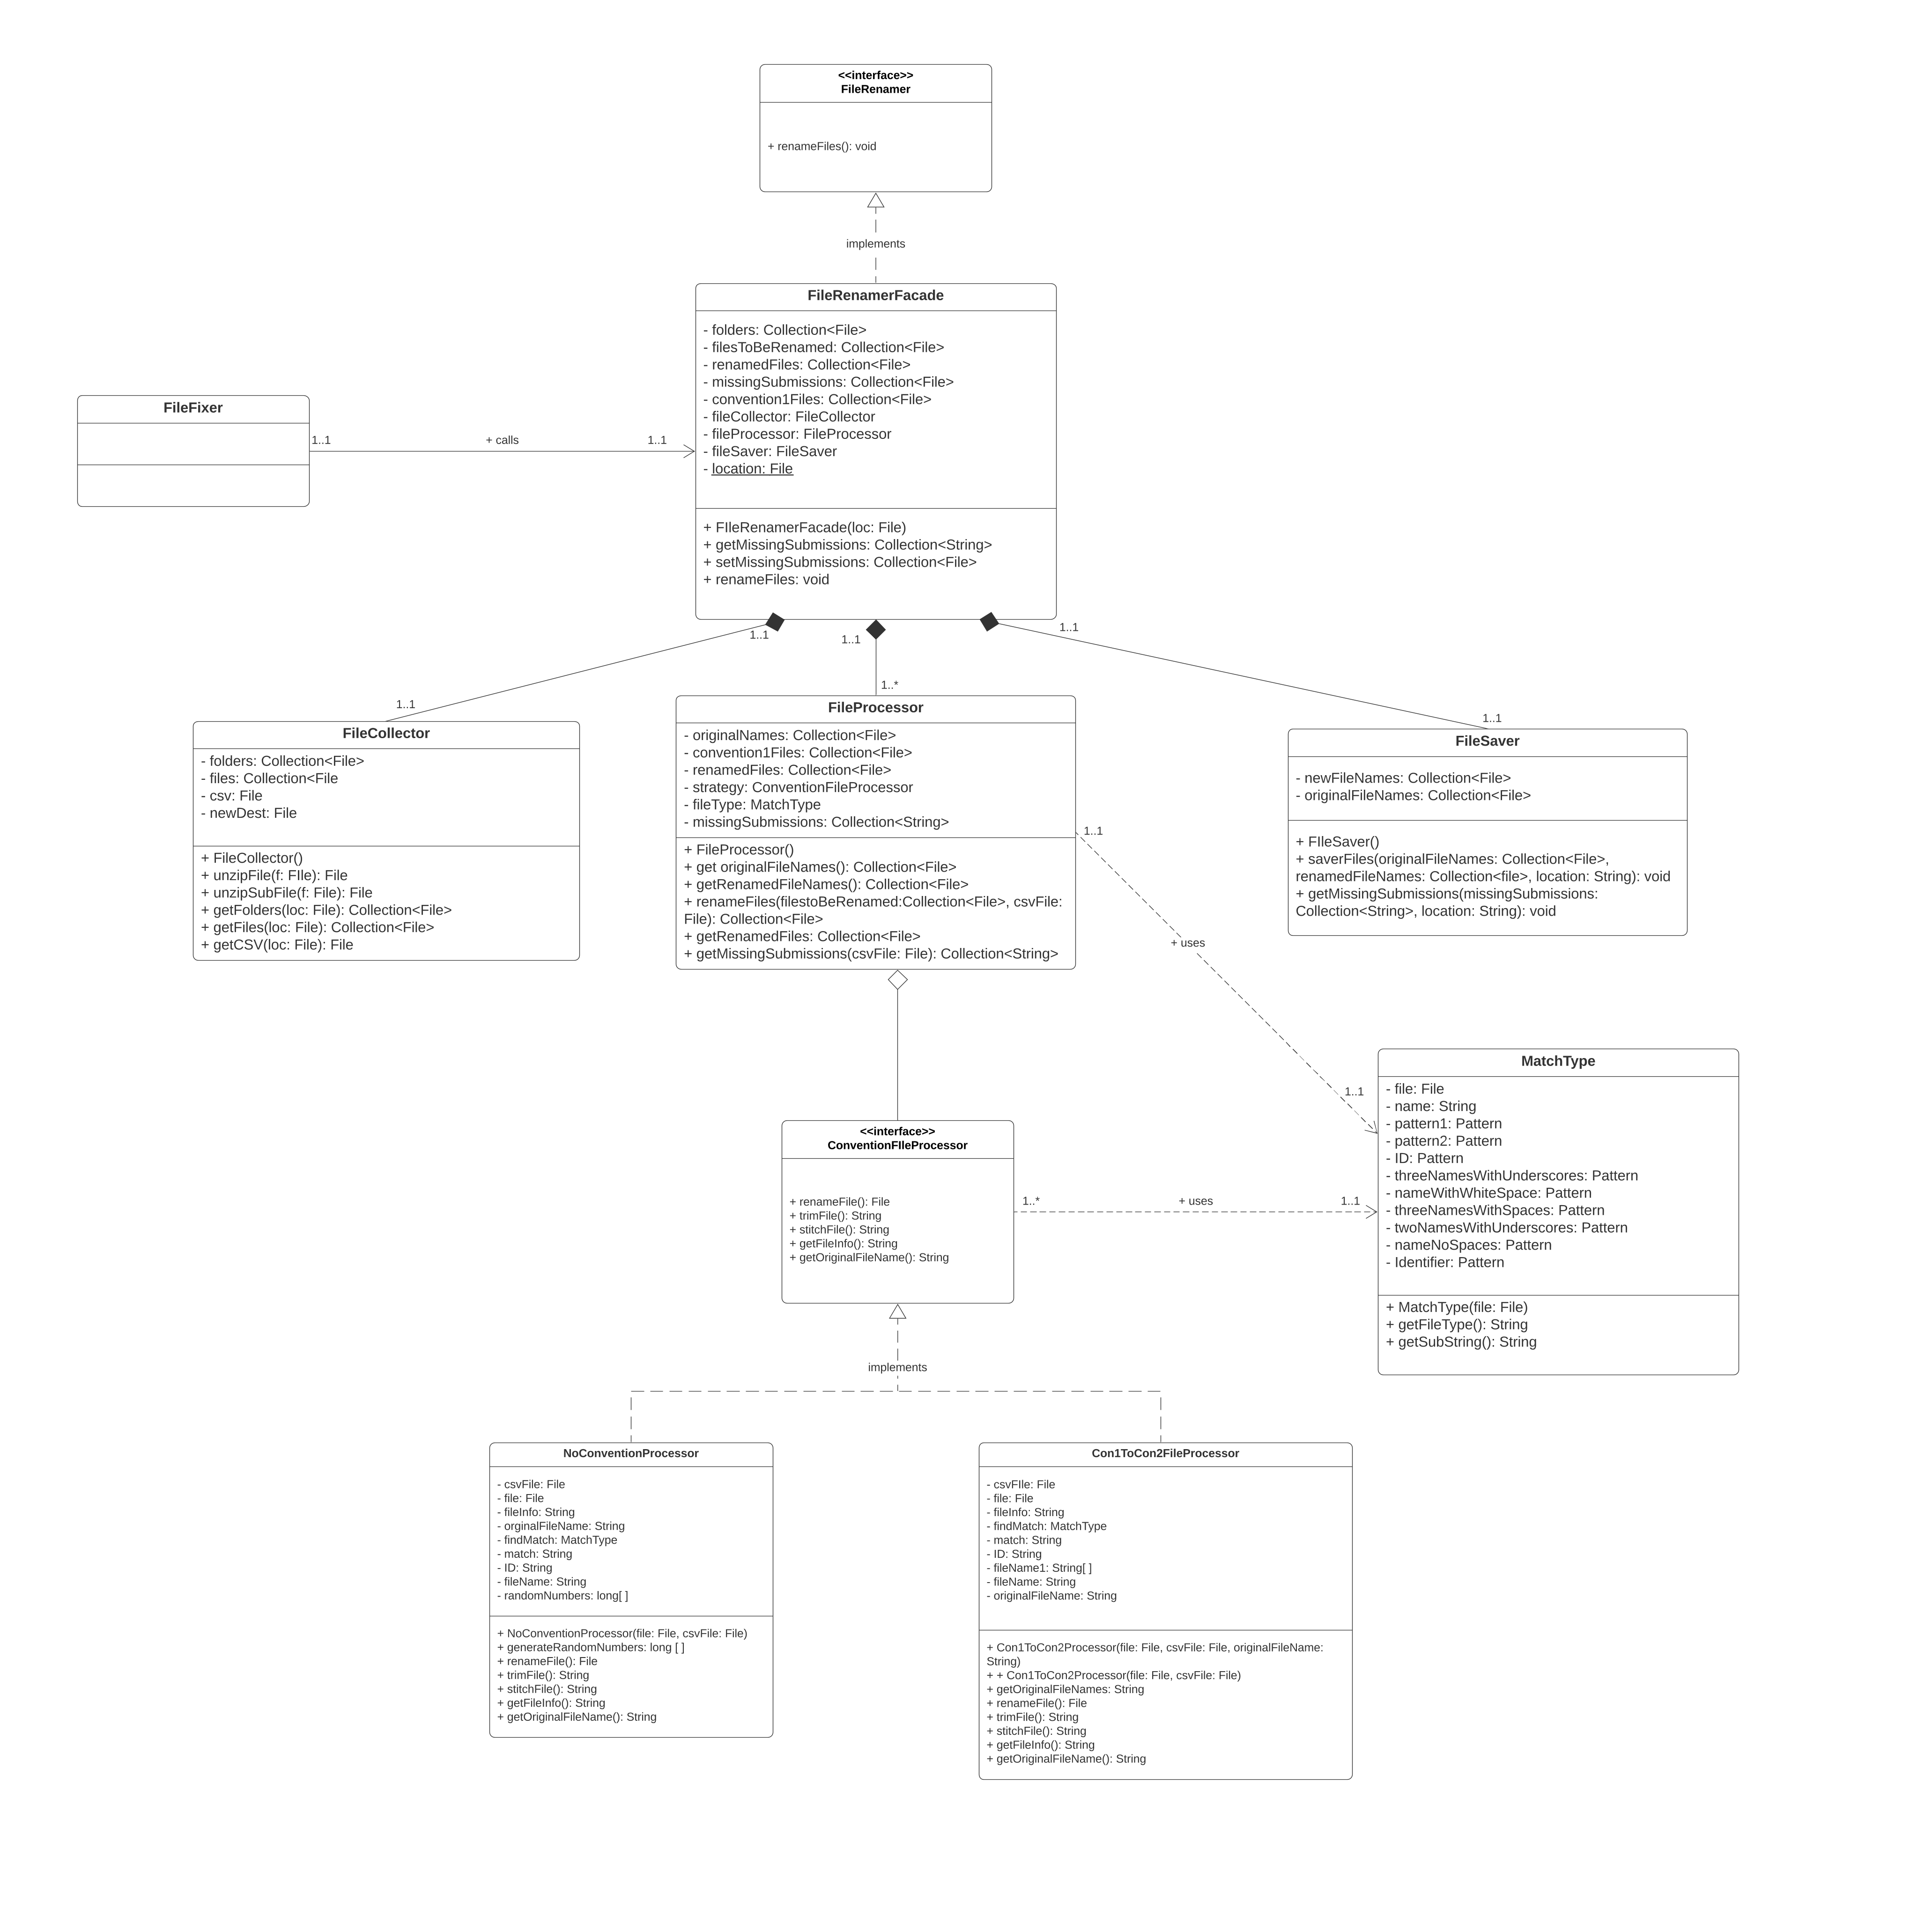 <<interface>>
FileRenamer
+ renameFiles(): void
implements
FileRenamerFacade
- folders: Collection<File>
- filesToBeRenamed: Collection<File>
- renamedFiles: Collection<File>
- missingSubmissions: Collection<File>
- convention1Files: Collection<File>
- fileCollector: FileCollector
- fileProcessor: FileProcessor
- fileSaver: FileSaver
- location: File
+ FIleRenamerFacade(loc: File)
+ getMissingSubmissions: Collection<String>
+ setMissingSubmissions: Collection<File>
+ renameFiles: void
FileFixer
1..1
+ calls
1..1
1..1
1..1
1..1
1..1
1..*
1..1
FileCollector
- folders: Collection<File>
- files: Collection<File
- csv: File
- newDest: File
+ FileCollector()
+ unzipFile(f: FIle): File
+ unzipSubFile(f: File): File
+ getFolders(loc: File): Collection<File>
+ getFiles(loc: File): Collection<File>
+ getCSV(loc: File): File
FileProcessor
- originalNames: Collection<File>
- convention1Files: Collection<File>
- renamedFiles: Collection<File>
- strategy: ConventionFileProcessor
- fileType: MatchType
- missingSubmissions: Collection<String>
+ FileProcessor()
+ get originalFileNames(): Collection<File>
+ getRenamedFileNames(): Collection<File>
+ renameFiles(filestoBeRenamed:Collection<File>, csvFile:
File): Collection<File>
+ getRenamedFiles: Collection<File>
+ getMissingSubmissions(csvFile: File): Collection<String>
FileSaver
- newFileNames: Collection<File>
- originalFileNames: Collection<File>
+ FIleSaver()
+ saverFiles(originalFileNames: Collection<File>,
renamedFileNames: Collection<file>, location: String): void
+ getMissingSubmissions(missingSubmissions:
Collection<String>, location: String): void
1..1
+ uses
1..1
MatchType
- file: File
- name: String
- pattern1: Pattern
- pattern2: Pattern
- ID: Pattern
- threeNamesWithUnderscores: Pattern
- nameWithWhiteSpace: Pattern
- threeNamesWithSpaces: Pattern
- twoNamesWithUnderscores: Pattern
- nameNoSpaces: Pattern
- Identifier: Pattern
+ MatchType(file: File)
+ getFileType(): String
+ getSubString(): String
<<interface>>
ConventionFIleProcessor
+ renameFile(): File
+ trimFile(): String
+ stitchFile(): String
+ getFileInfo(): String
+ getOriginalFileName(): String
1..*
+ uses
1..1
implements
NoConventionProcessor
- csvFile: File
- file: File
- fileInfo: String
- orginalFileName: String
- findMatch: MatchType
- match: String
- ID: String
- fileName: String
- randomNumbers: long[ ]
+ NoConventionProcessor(file: File, csvFile: File)
+ generateRandomNumbers: long [ ]
+ renameFile(): File
+ trimFile(): String
+ stitchFile(): String
+ getFileInfo(): String
+ getOriginalFileName(): String
Con1ToCon2FileProcessor
- csvFIle: File
- file: File
- fileInfo: String
- findMatch: MatchType
- match: String
- ID: String
- fileName1: String[ ]
- fileName: String
- originalFileName: String
+ Con1ToCon2Processor(file: File, csvFile: File, originalFileName:
String)
+ + Con1ToCon2Processor(file: File, csvFile: File)
+ getOriginalFileNames: String
+ renameFile(): File
+ trimFile(): String
+ stitchFile(): String
+ getFileInfo(): String
+ getOriginalFileName(): String